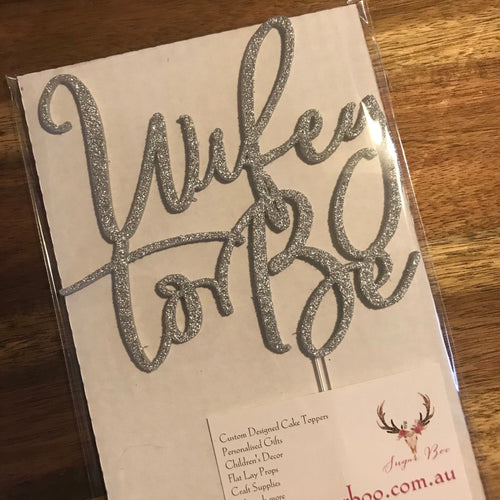 Wifey
to Be
Custom Designed Cake Toppers
Personalised Gifts
Children's Decor
Flat Lay Props
Craft Supplies
Sugar Boo
boo.com.au